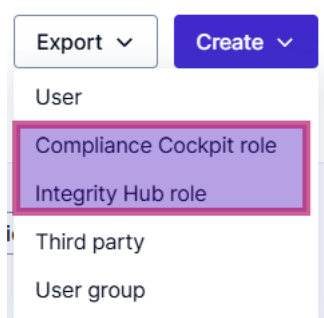 Export Create
User
Compliance Cockpit role
Integrity Hub role
Third party
User group